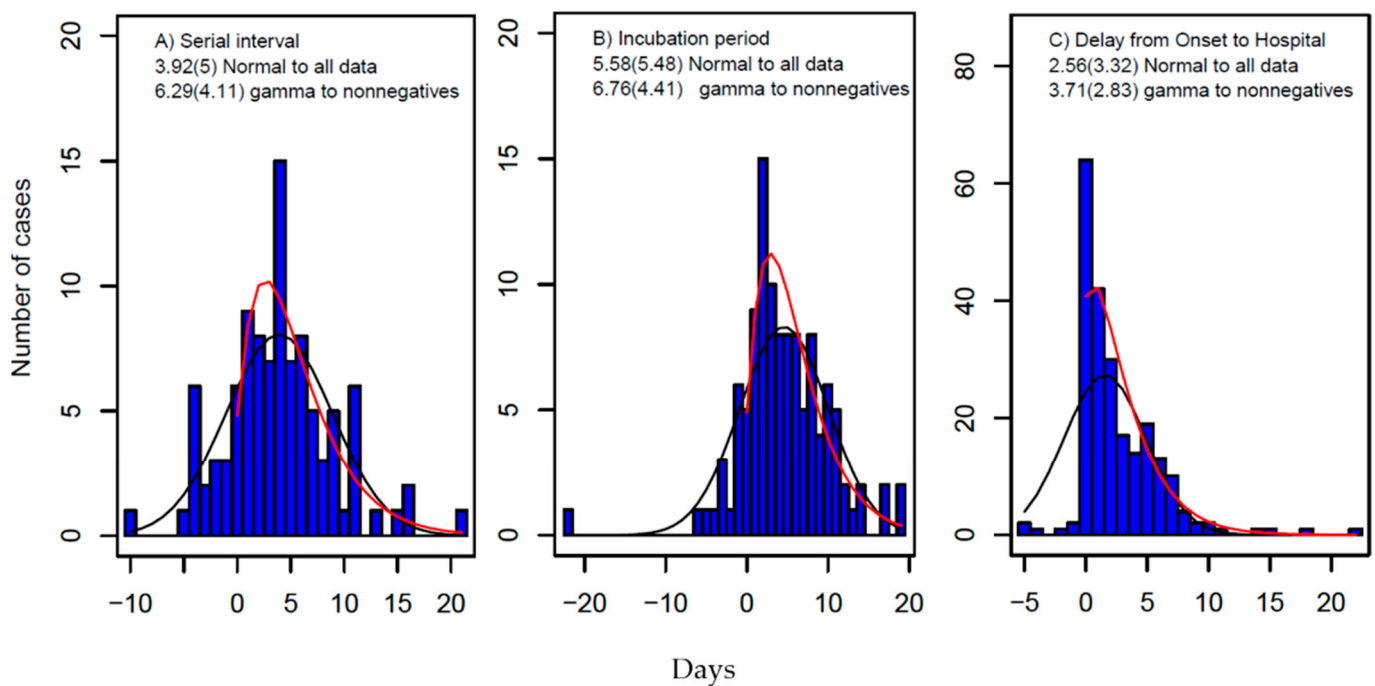 Number of cases
A) Serial interval
3.92(5) Normal to all data
6.29(4.11) gamma to nonnegatives
20
15
10
5
0
−10 0 5 10 15 20
B) Incubation period
5.58(5.48) Normal to all data
6.76(4.41) gamma to nonnegatives
20
15
10
5
0
−20 −10 0 10 20
C) Delay from Onset to Hospital
2.56(3.32) Normal to all data
3.71(2.83) gamma to nonnegatives
80
60
40
20
0
−5 0 5 10 15 20
Days